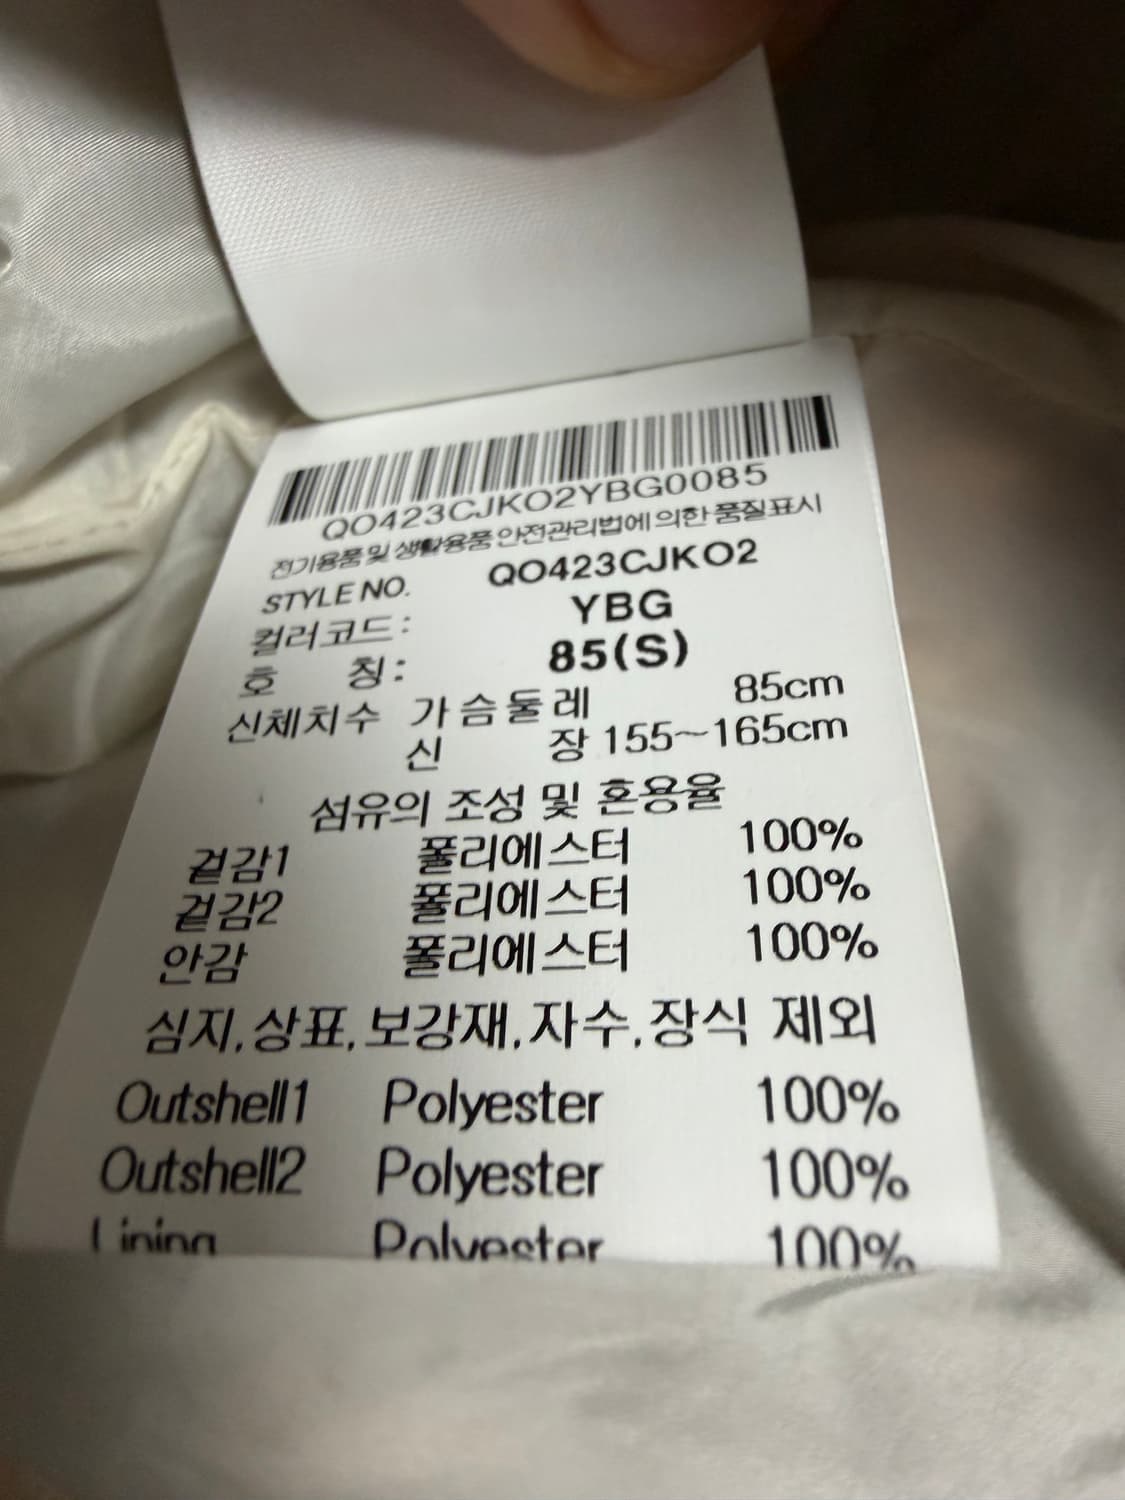 QO423CJKO2YBG0085
전기용품 및 생활용품 안전관리법에 의한 품질표시
STYLE NO. QO423CJKO2
컬러코드: YBG
호 칭: 85(S)
신체치수 가슴둘레 85cm
신 장 155~165cm
섬유의 조성 및 혼용율
겉감1 폴리에스터 100%
겉감2 폴리에스터 100%
안감 폴리에스터 100%
심지,상표,보강재,자수,장식 제외
Outshell1 Polyester 100%
Outshell2 Polyester 100%
Lining Polyester 100%